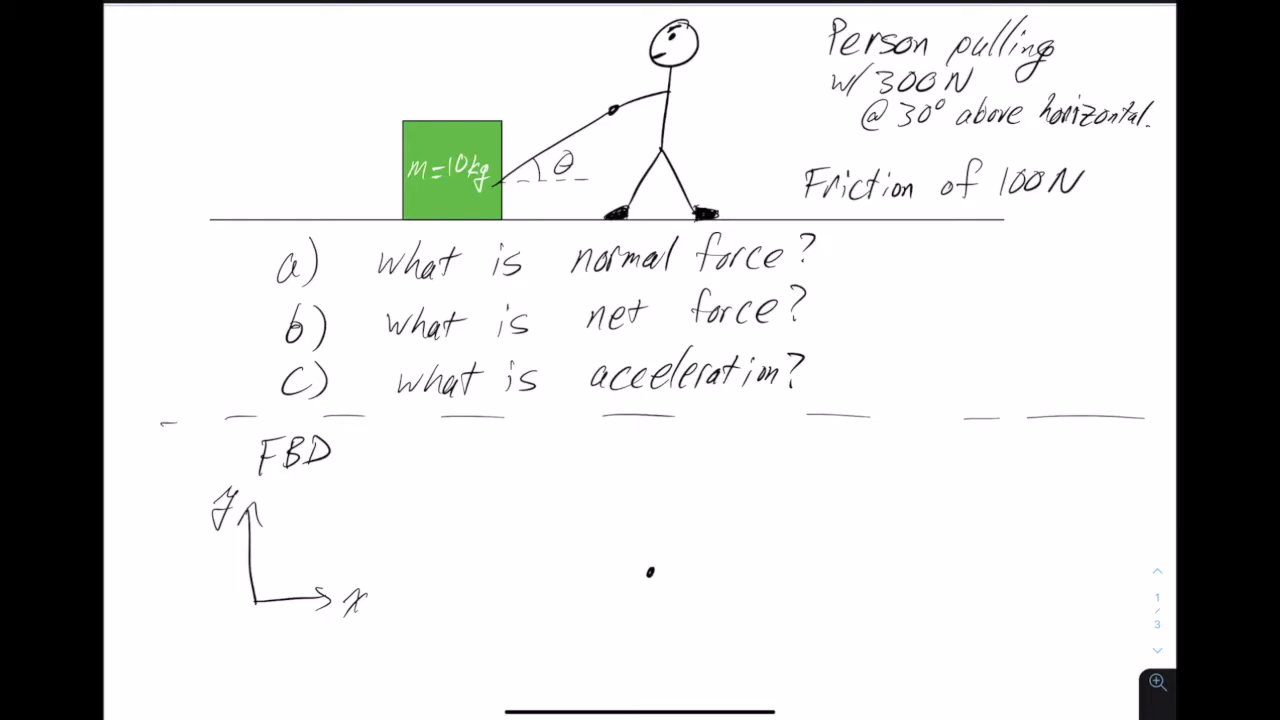 Person pulling
w/ 300N
@ 30° above horizontal.
m=10kg
θ
Friction of 100N
a) what is normal force?
b) what is net force?
c) what is acceleration?
FBD
y
x
1
/
3